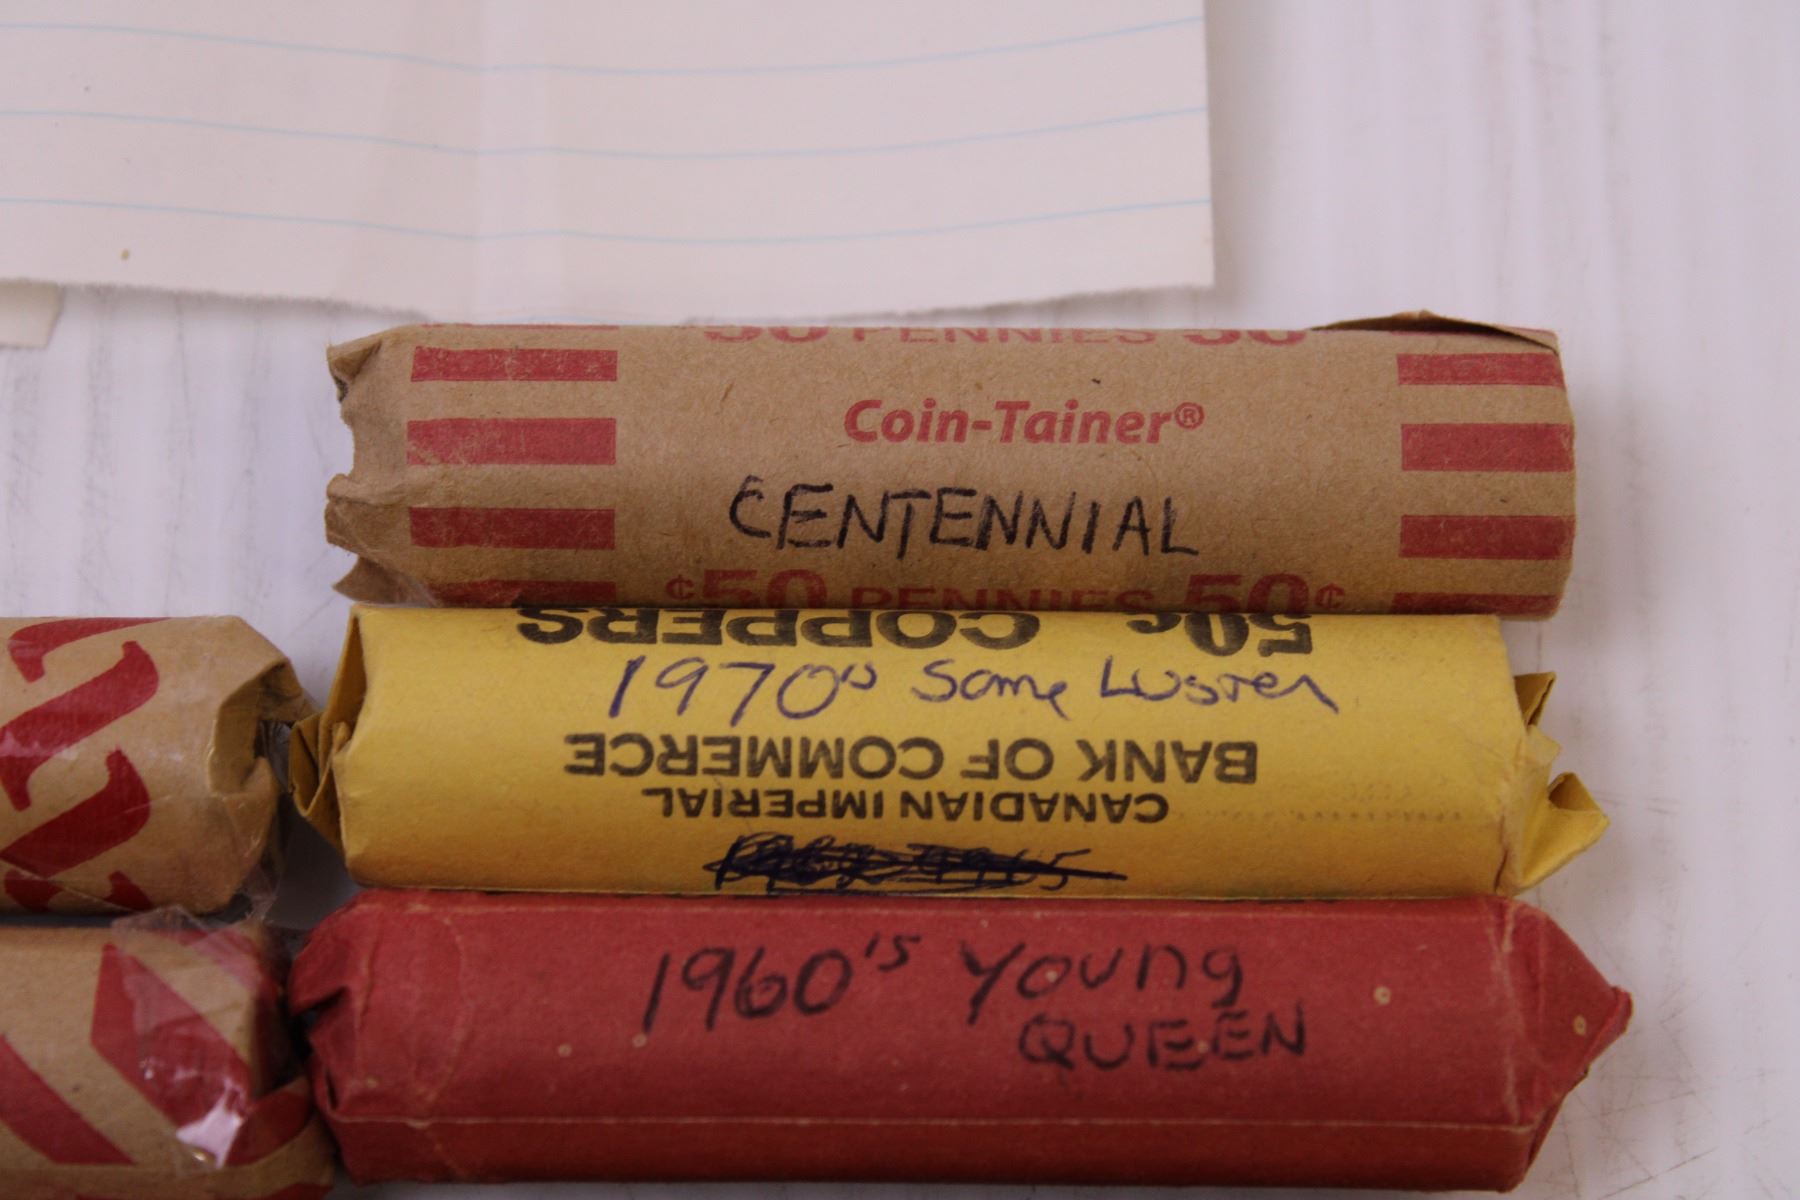 50 PENNIES 50
Coin-Tainer®
CENTENNIAL
¢50 PENNIES 50¢
50¢ COPPERS
1970's Some Luster
BANK OF COMMERCE
CANADIAN IMPERIAL
1960's Young
QUEEN